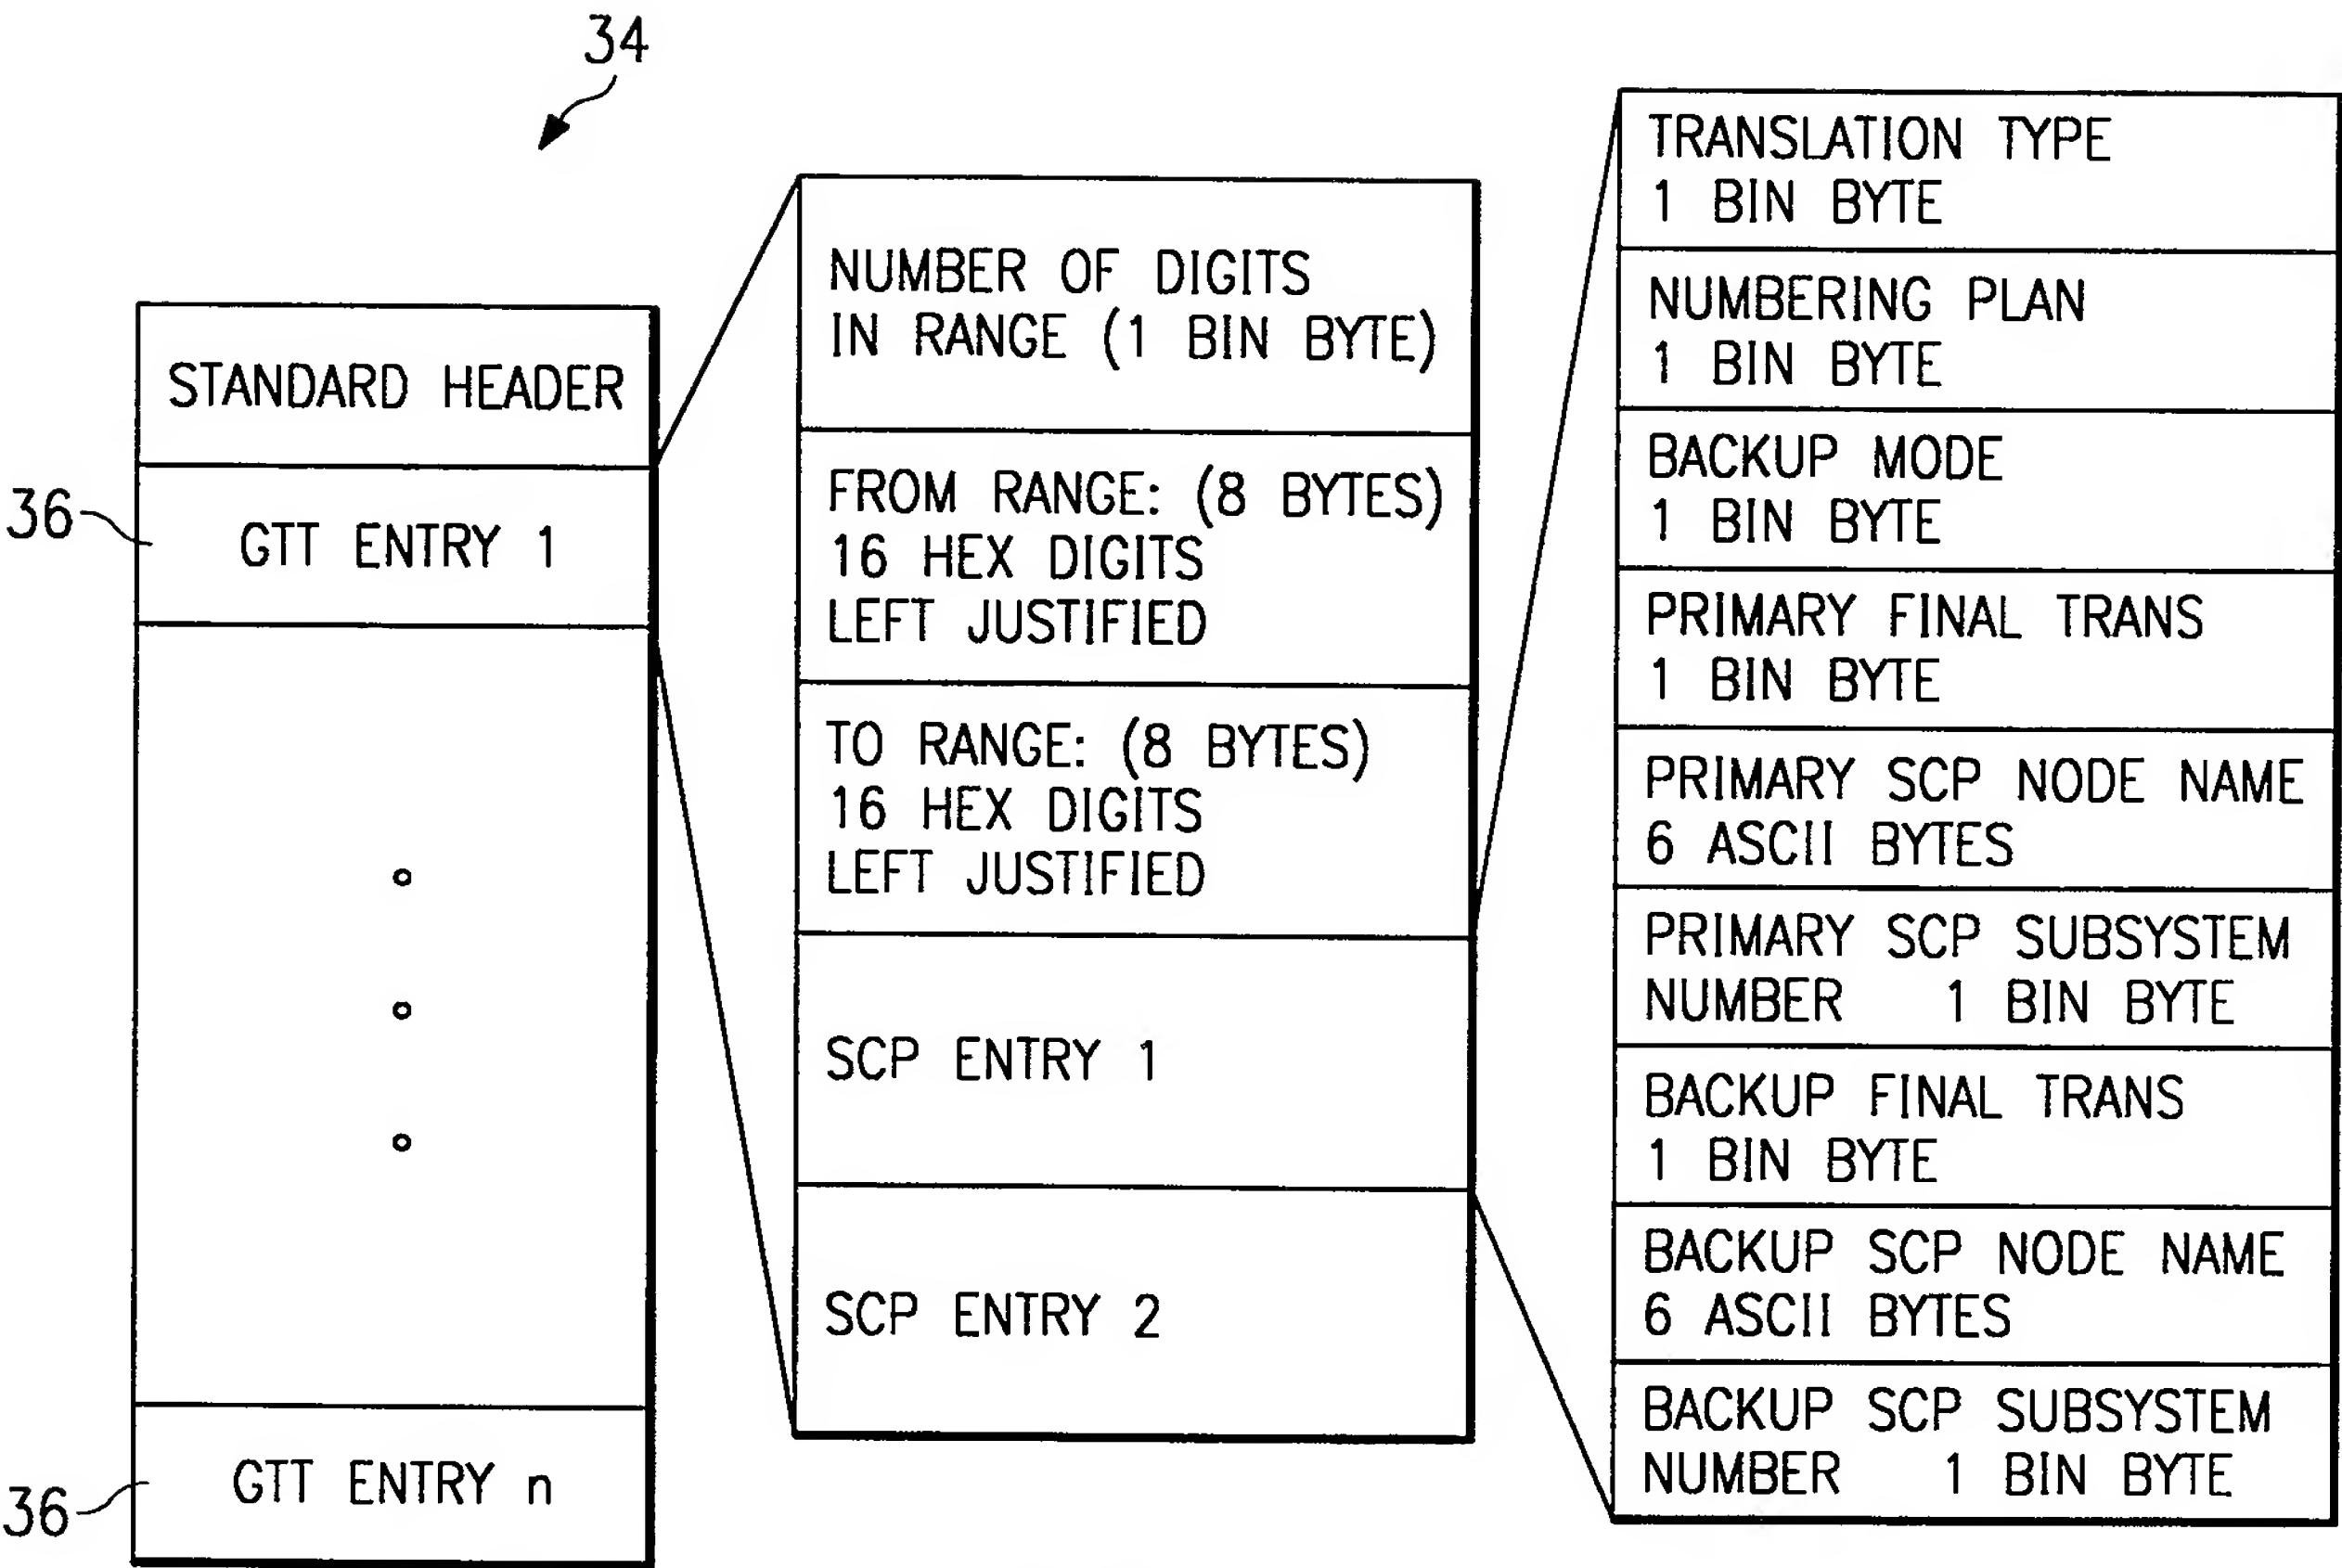 34
STANDARD HEADER
36
GTT ENTRY 1
GTT ENTRY n
36
NUMBER OF DIGITS
IN RANGE (1 BIN BYTE)
FROM RANGE: (8 BYTES)
16 HEX DIGITS
LEFT JUSTIFIED
TO RANGE: (8 BYTES)
16 HEX DIGITS
LEFT JUSTIFIED
SCP ENTRY 1
SCP ENTRY 2
TRANSLATION TYPE
1 BIN BYTE
NUMBERING PLAN
1 BIN BYTE
BACKUP MODE
1 BIN BYTE
PRIMARY FINAL TRANS
1 BIN BYTE
PRIMARY SCP NODE NAME
6 ASCII BYTES
PRIMARY SCP SUBSYSTEM
NUMBER 1 BIN BYTE
BACKUP FINAL TRANS
1 BIN BYTE
BACKUP SCP NODE NAME
6 ASCII BYTES
BACKUP SCP SUBSYSTEM
NUMBER 1 BIN BYTE